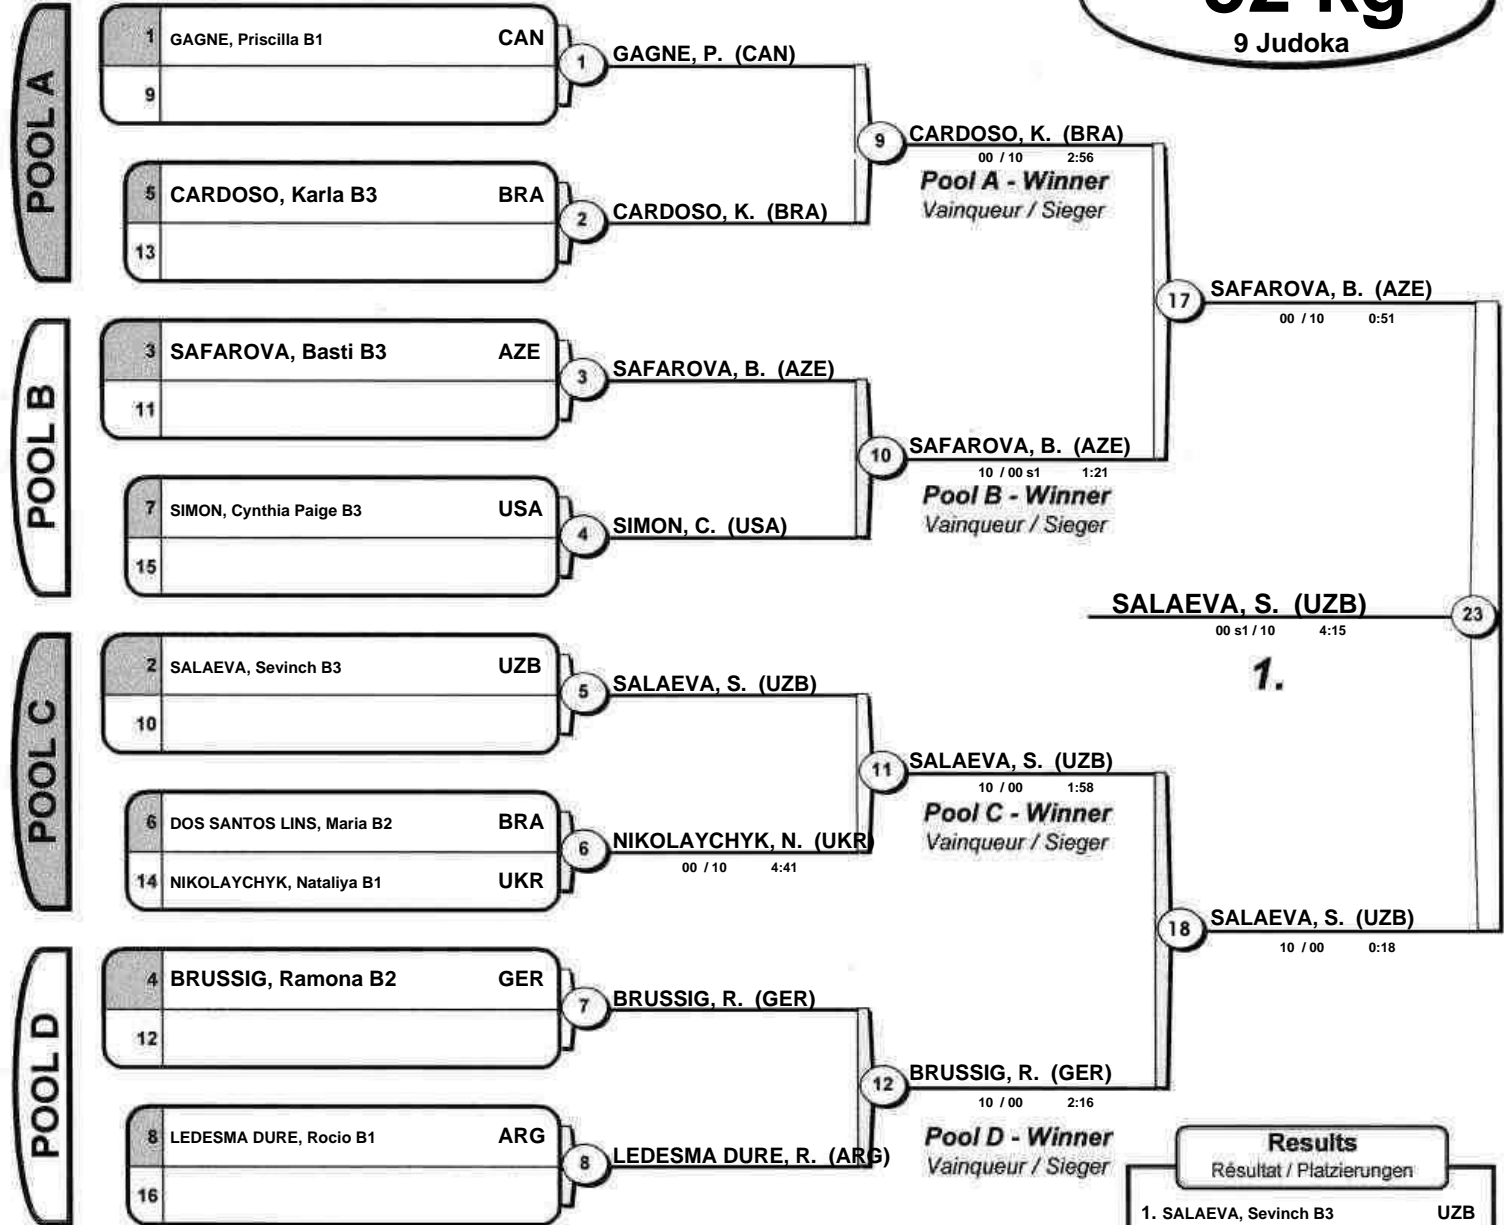 52 kg
9 Judoka
POOL A
1 GAGNE, Priscilla B1 CAN
9
1
GAGNE, P. (CAN)
5 CARDOSO, Karla B3 BRA
13
2
CARDOSO, K. (BRA)
9
CARDOSO, K. (BRA)
00 / 10 2:56
Pool A - Winner
Vainqueur / Sieger
POOL B
3 SAFAROVA, Basti B3 AZE
11
3
SAFAROVA, B. (AZE)
7 SIMON, Cynthia Paige B3 USA
15
4
SIMON, C. (USA)
10
SAFAROVA, B. (AZE)
10 / 00 s1 1:21
Pool B - Winner
Vainqueur / Sieger
17
SAFAROVA, B. (AZE)
00 / 10 0:51
SALAEVA, S. (UZB)
00 s1 / 10 4:15
1.
23
POOL C
2 SALAEVA, Sevinch B3 UZB
10
5
SALAEVA, S. (UZB)
6 DOS SANTOS LINS, Maria B2 BRA
14 NIKOLAYCHYK, Nataliya B1 UKR
6
NIKOLAYCHYK, N. (UKR)
00 / 10 4:41
11
SALAEVA, S. (UZB)
10 / 00 1:58
Pool C - Winner
Vainqueur / Sieger
18
SALAEVA, S. (UZB)
10 / 00 0:18
POOL D
4 BRUSSIG, Ramona B2 GER
12
7
BRUSSIG, R. (GER)
8 LEDESMA DURE, Rocio B1 ARG
16
8
LEDESMA DURE, R. (ARG)
12
BRUSSIG, R. (GER)
10 / 00 2:16
Pool D - Winner
Vainqueur / Sieger
Results
Résultat / Platzierungen
1. SALAEVA, Sevinch B3 UZB